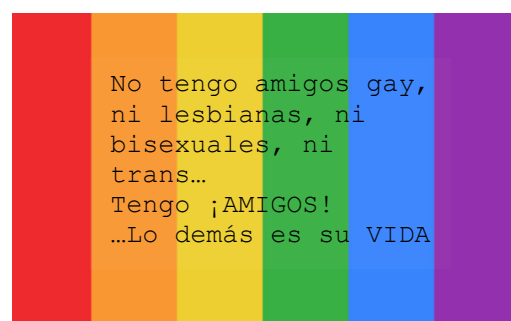 No tengo amigos gay,
ni lesbianas, ni
bisexuales, ni
trans…
Tengo ¡AMIGOS!
…Lo demás es su VIDA